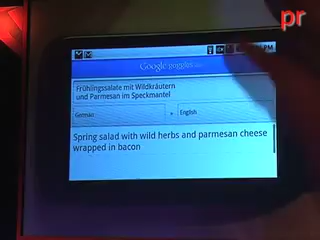 pr
Google goggles
Frühlingssalate mit Wildkräutern
und Parmesan im Speckmantel
German > English
Spring salad with wild herbs and parmesan cheese
wrapped in bacon